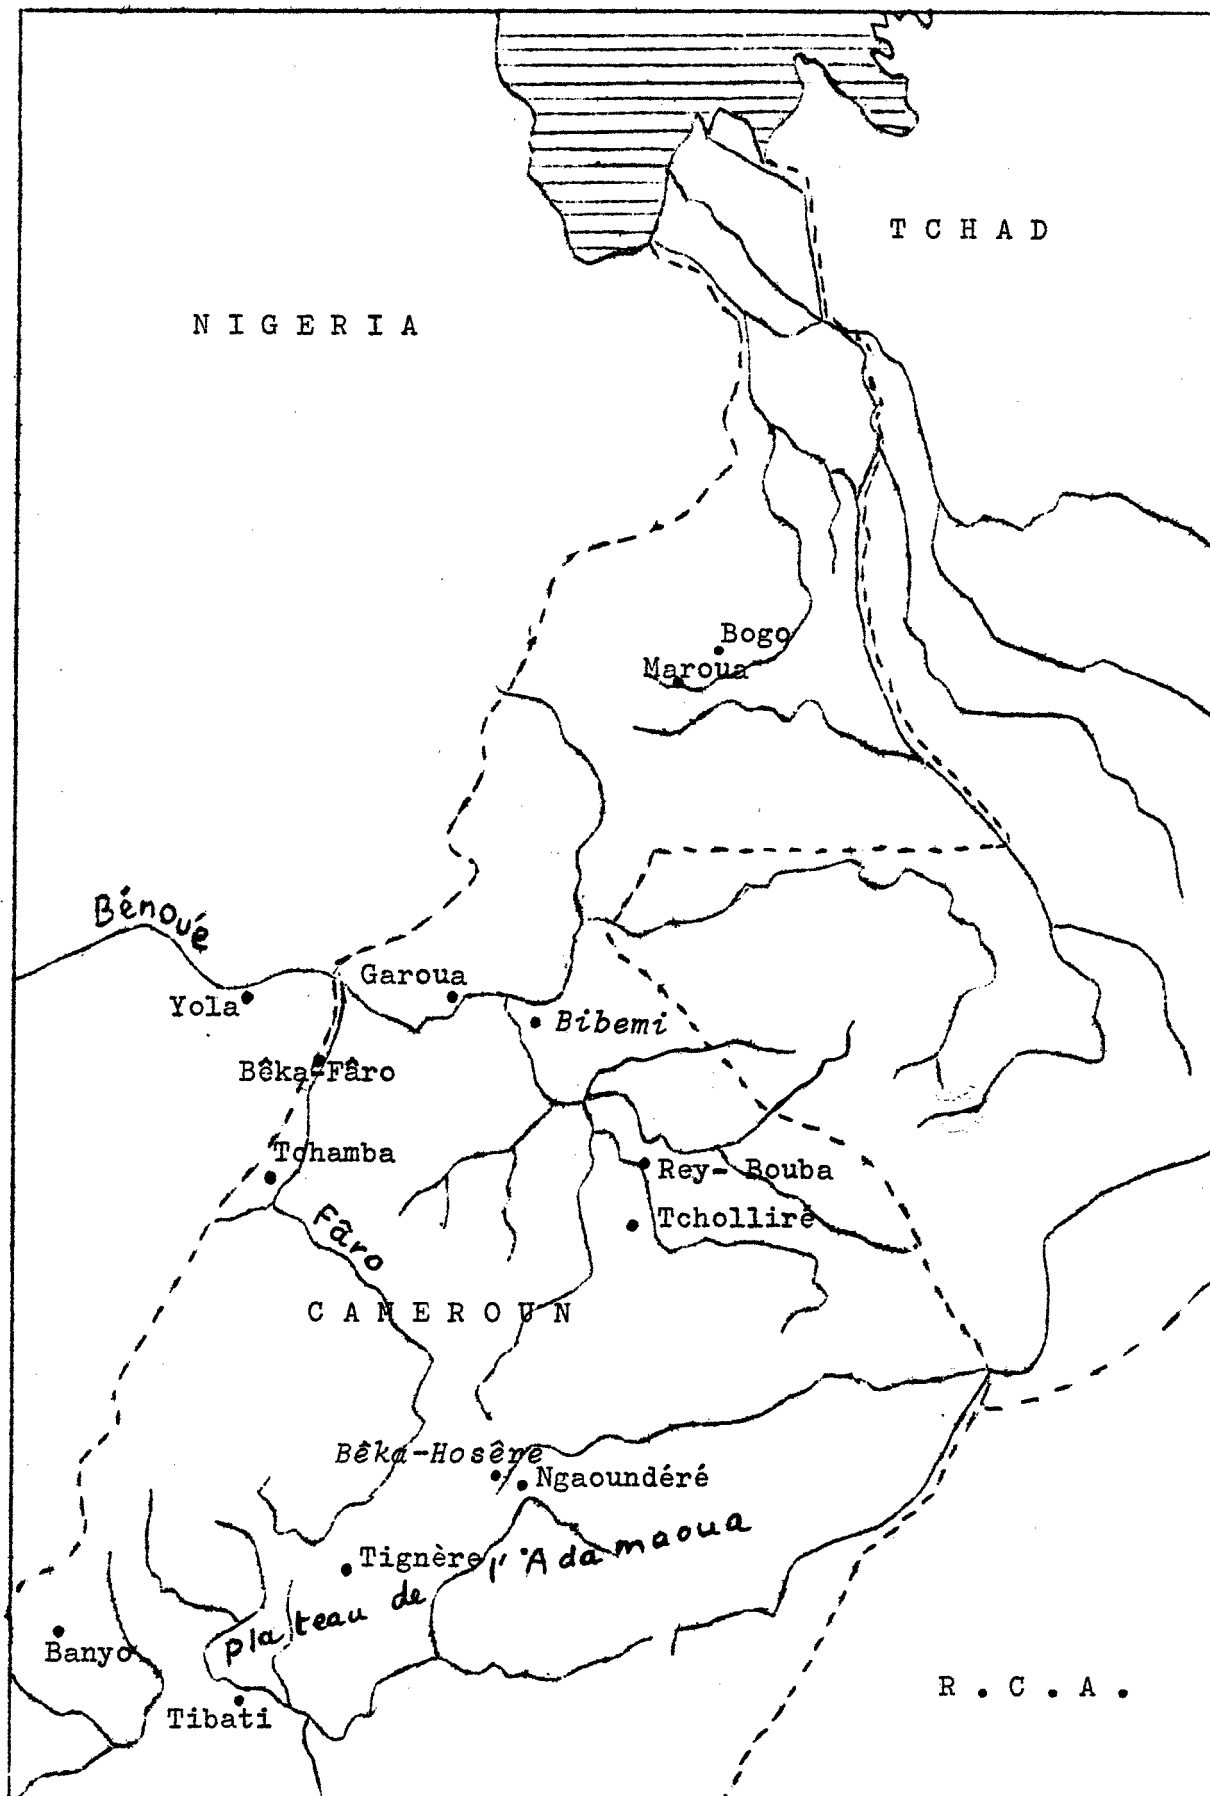 TCHAD
NIGERIA
Bogo
Maroua
Bénoué
Garoua
Yola
Bibemi
Bêka-Fâro
Tchamba
Rey-Bouba
Fâro
Tcholliré
CAMEROUN
Bêka-Hosêre
Ngaoundéré
Tignère
plateau de l'Adamaoua
Banyo
Tibati
R.C.A.